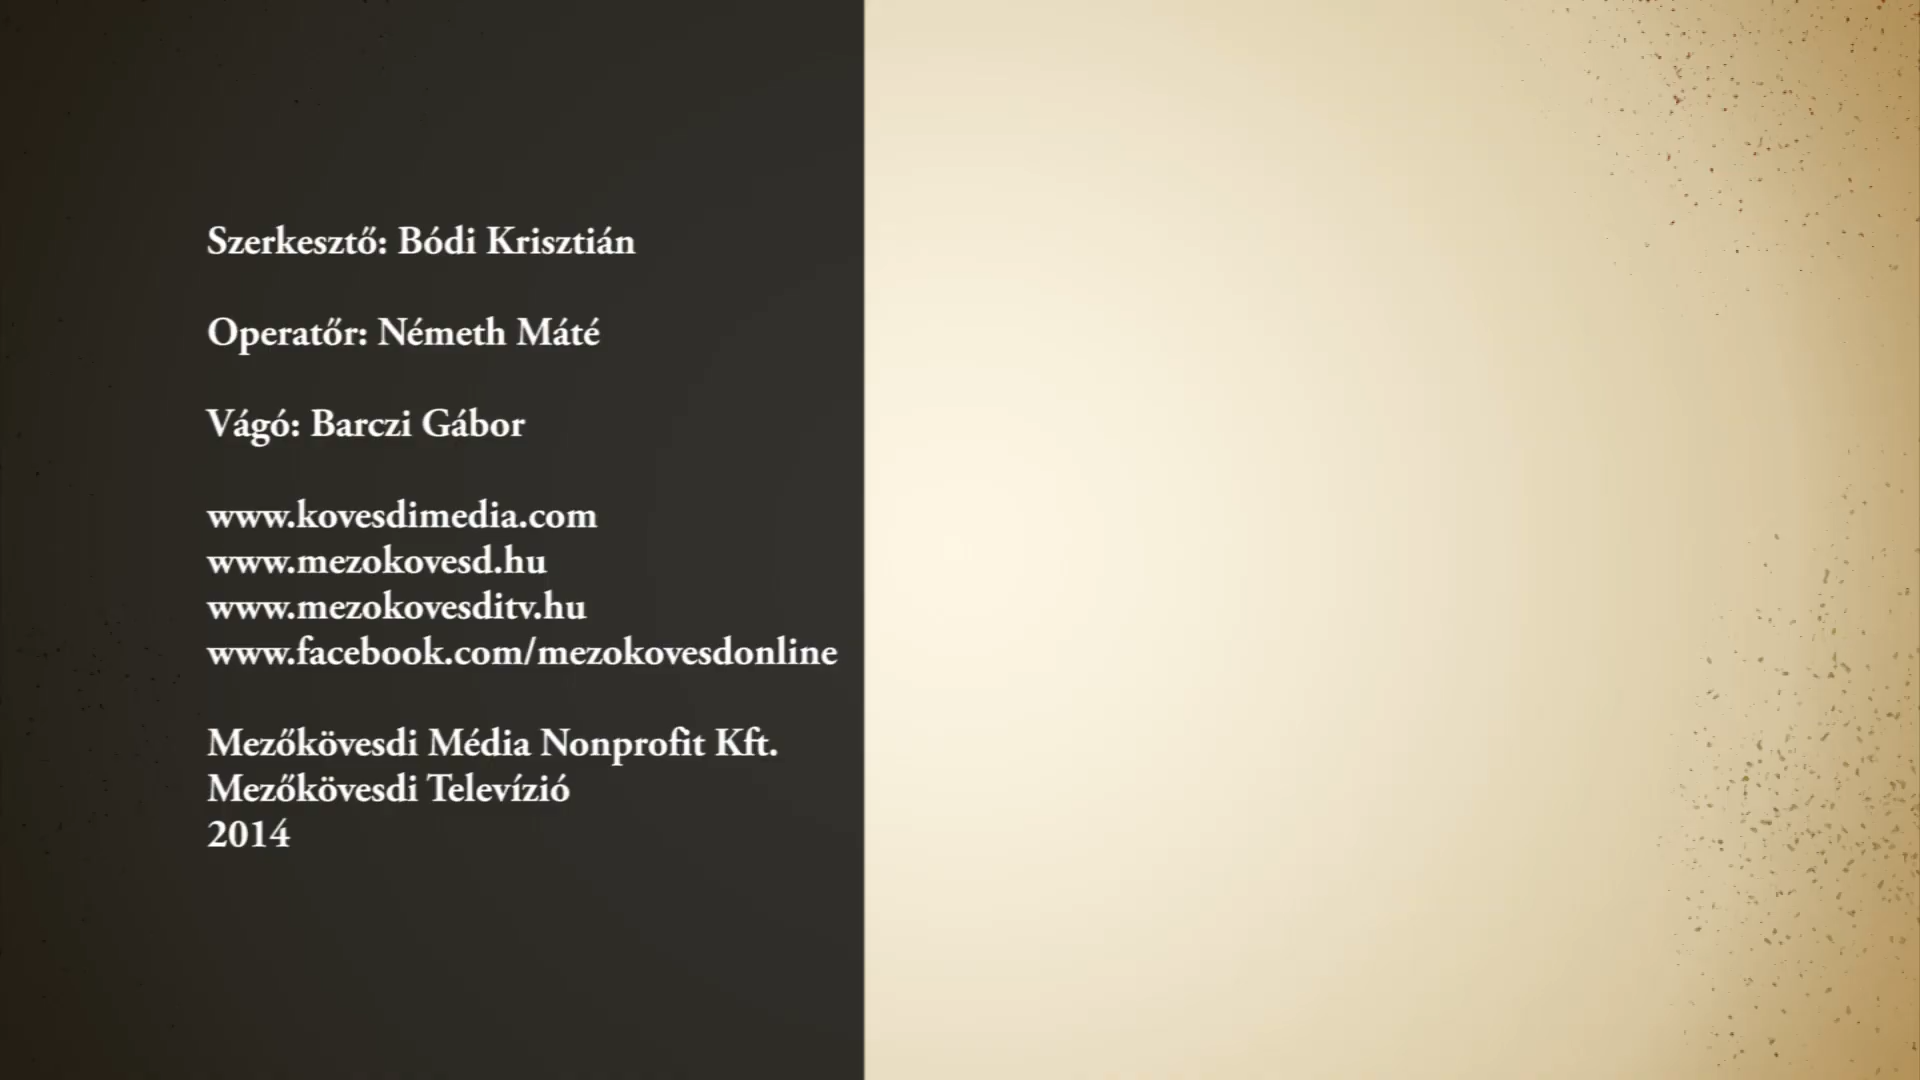 Szerkesztő: Bódi Krisztián
Operatőr: Németh Máté
Vágó: Barczi Gábor
www.kovesdimedia.com
www.mezokovesd.hu
www.mezokovesditv.hu
www.facebook.com/mezokovesdonline
Mezőkövesdi Média Nonprofit Kft.
Mezőkövesdi Televízió
2014